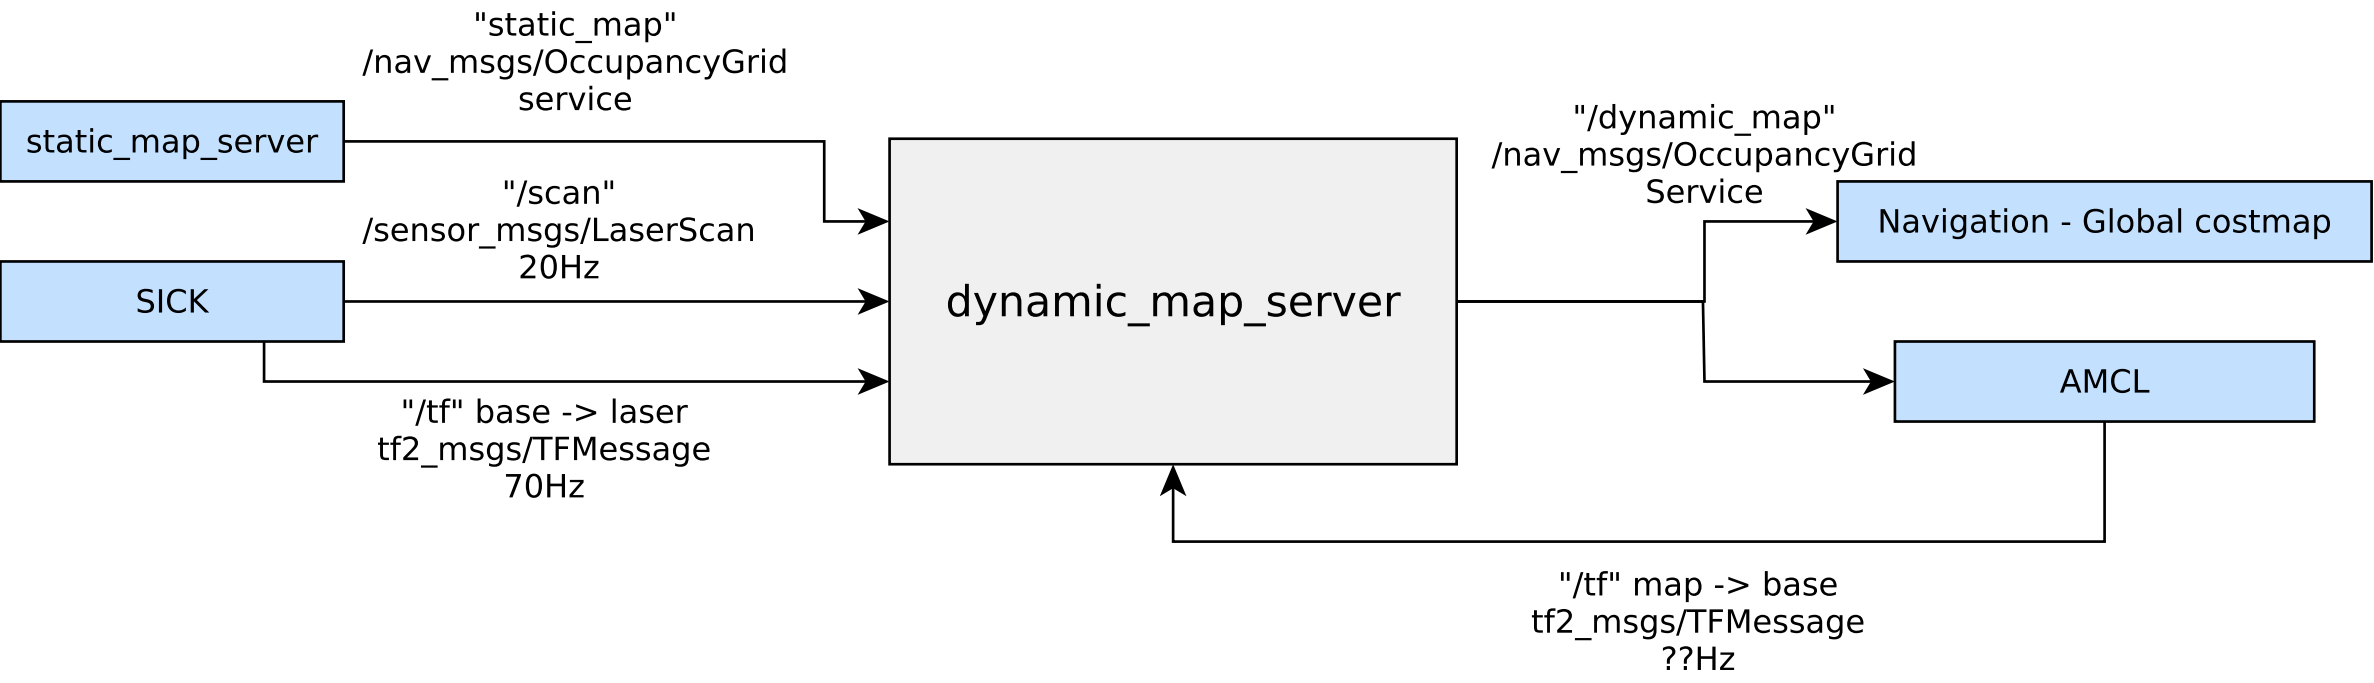 "static_map"
/nav_msgs/OccupancyGrid
service
static_map_server
"/scan"
/sensor_msgs/LaserScan
20Hz
SICK
"/tf" base -> laser
tf2_msgs/TFMessage
70Hz
dynamic_map_server
"/dynamic_map"
/nav_msgs/OccupancyGrid
Service
Navigation - Global costmap
AMCL
"/tf" map -> base
tf2_msgs/TFMessage
??Hz